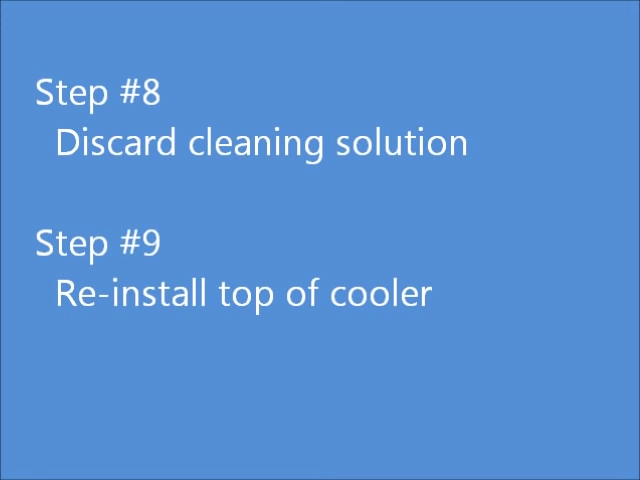 Step #8
Discard cleaning solution
Step #9
Re-install top of cooler